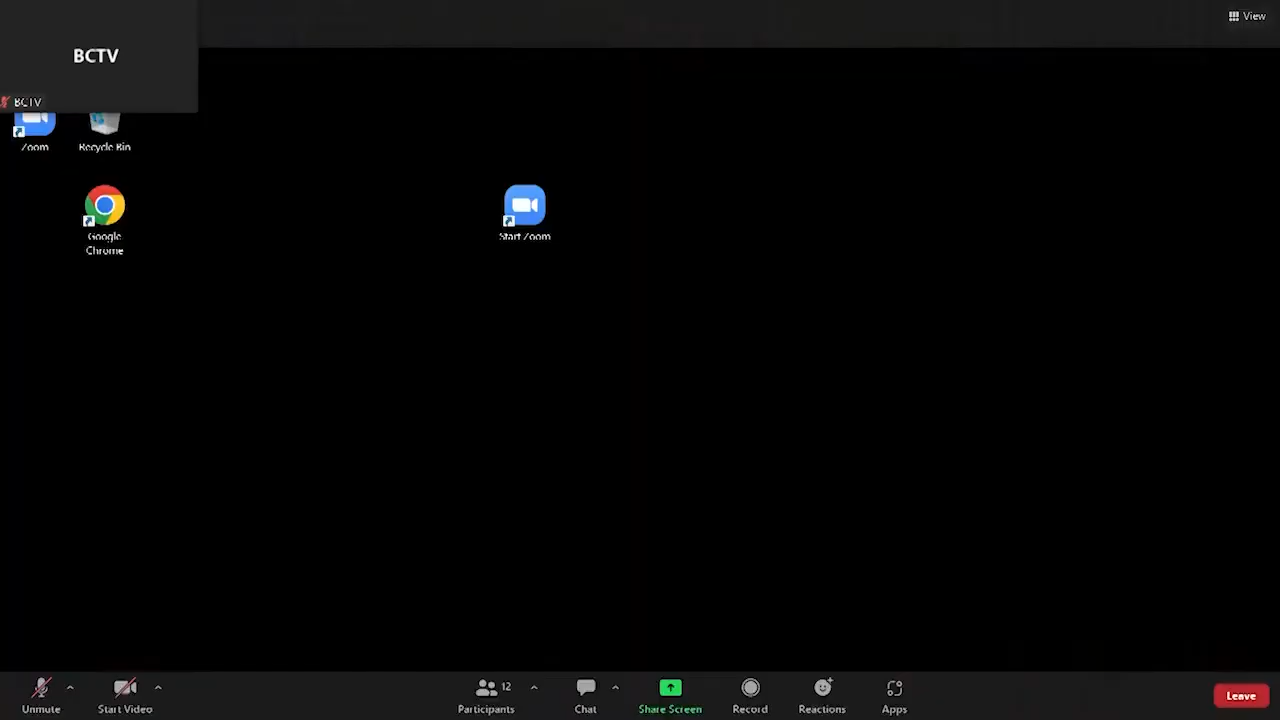 View
BCTV
BCTV
Zoom
Recycle Bin
Google
Chrome
Start Zoom
12
Unmute
Start Video
Participants
Chat
Share Screen
Record
Reactions
Apps
Leave